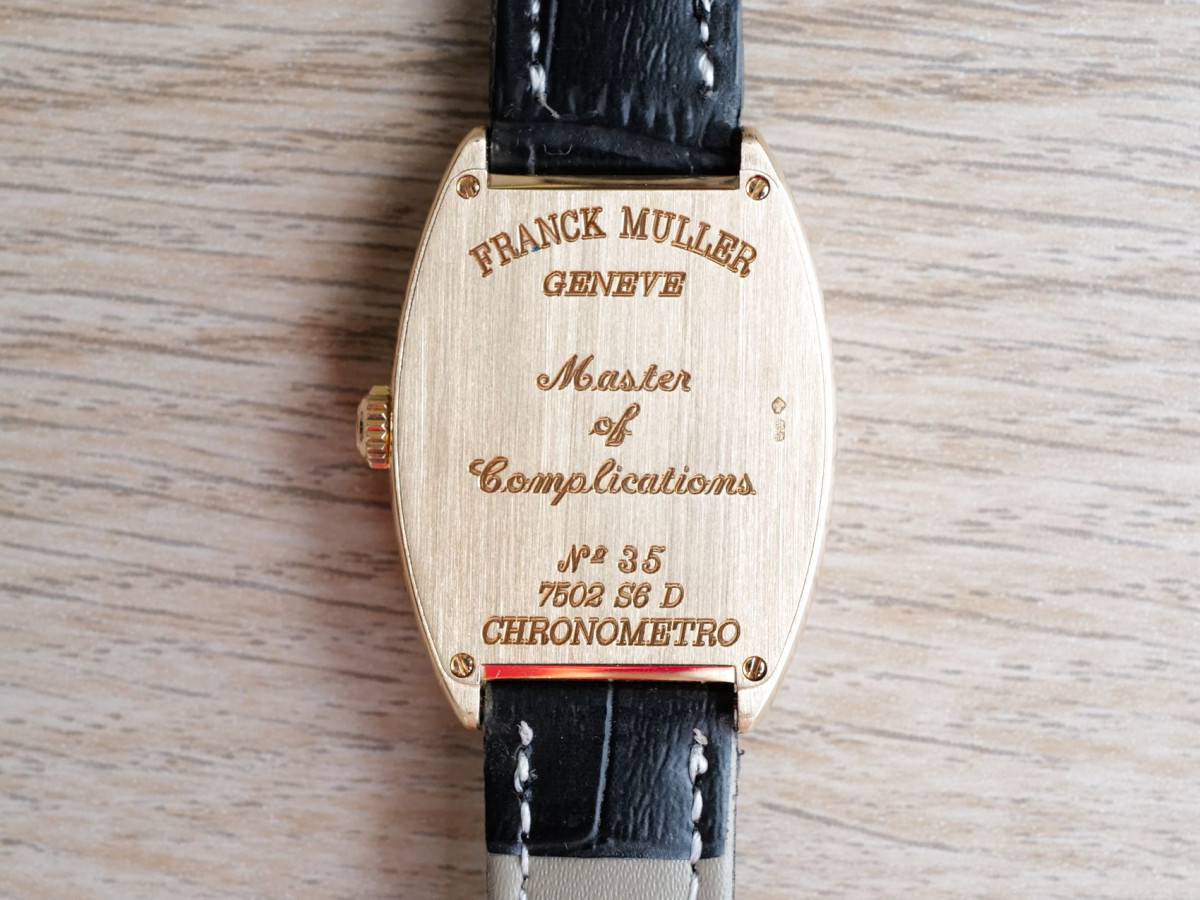 FRANCK MULLER
GENEVE
Master
of
Complications
Nº 35
7502 S6 D
CHRONOMETRO